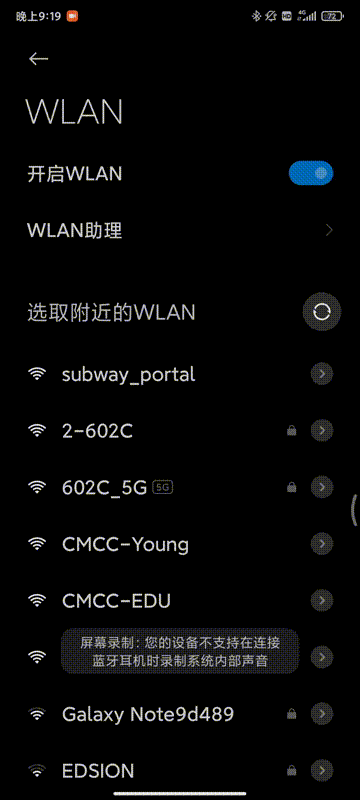 晚上9:19
HD
4G
72
WLAN
开启WLAN
WLAN助理
选取附近的WLAN
subway_portal
2-602C
602C_5G 5G
CMCC-Young
CMCC-EDU
屏幕录制：您的设备不支持在连接
蓝牙耳机时录制系统内部声音
Galaxy Note9d489
EDSION